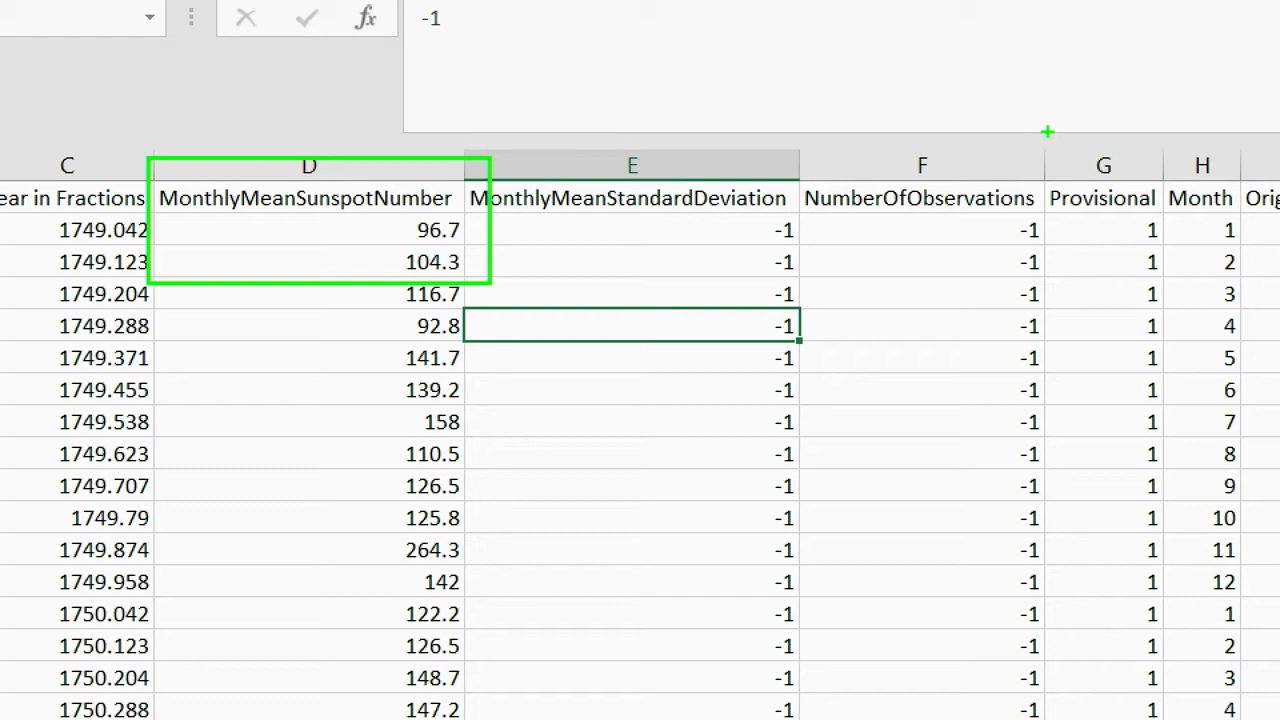 fx -1
C D E F G H
ear in Fractions MonthlyMeanSunspotNumber MonthlyMeanStandardDeviation NumberOfObservations Provisional Month Orig
1749.042 96.7 -1 -1 1 1
1749.123 104.3 -1 -1 1 2
1749.204 116.7 -1 -1 1 3
1749.288 92.8 -1 -1 1 4
1749.371 141.7 -1 -1 1 5
1749.455 139.2 -1 -1 1 6
1749.538 158 -1 -1 1 7
1749.623 110.5 -1 -1 1 8
1749.707 126.5 -1 -1 1 9
1749.79 125.8 -1 -1 1 10
1749.874 264.3 -1 -1 1 11
1749.958 142 -1 -1 1 12
1750.042 122.2 -1 -1 1 1
1750.123 126.5 -1 -1 1 2
1750.204 148.7 -1 -1 1 3
1750.288 147.2 -1 -1 1 4